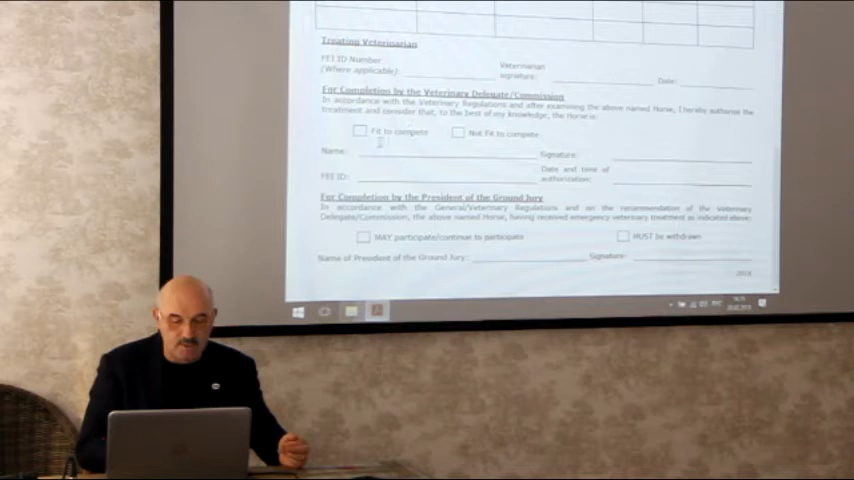 Treating Veterinarian
FEI ID Number
(Where applicable):
Veterinarian
signature:
Date:
For Completion by the Veterinary Delegate/Commission
In accordance with the Veterinary Regulations and after examining the above named Horse, I hereby authorise the
treatment and consider that, to the best of my knowledge, the Horse is:
Fit to compete
Not Fit to compete
Name:
Signature:
FEI ID:
Date and time of
authorization:
For Completion by the President of the Ground Jury
In accordance with the General/Veterinary Regulations and on the recommendation of the Veterinary
Delegate/Commission, the above named Horse, having received emergency veterinary treatment as indicated above:
MAY participate/continue to participate
MUST be withdrawn
Name of President of the Ground Jury:
Signature: